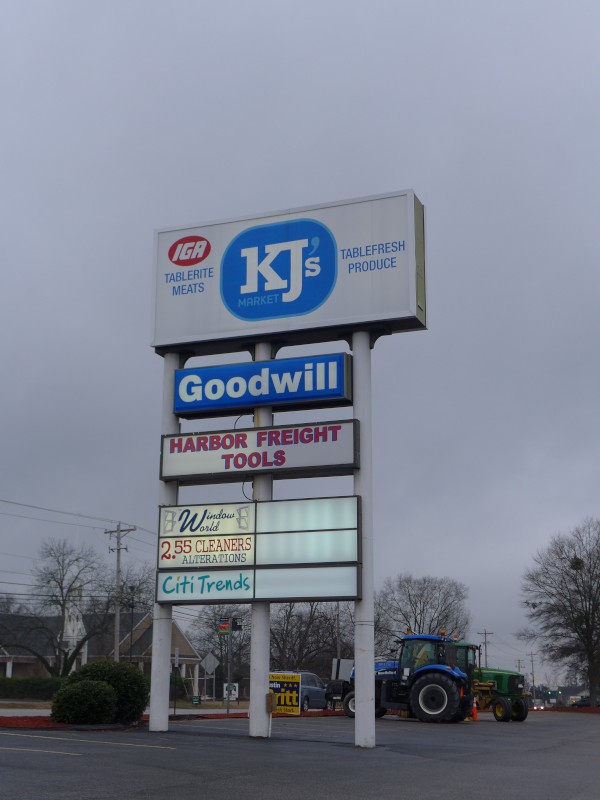 IGA
TABLERITE
MEATS
KJ's
MARKET
TABLEFRESH
PRODUCE
Goodwill
HARBOR FREIGHT
TOOLS
Window
World
2.55 CLEANERS
ALTERATIONS
Citi Trends